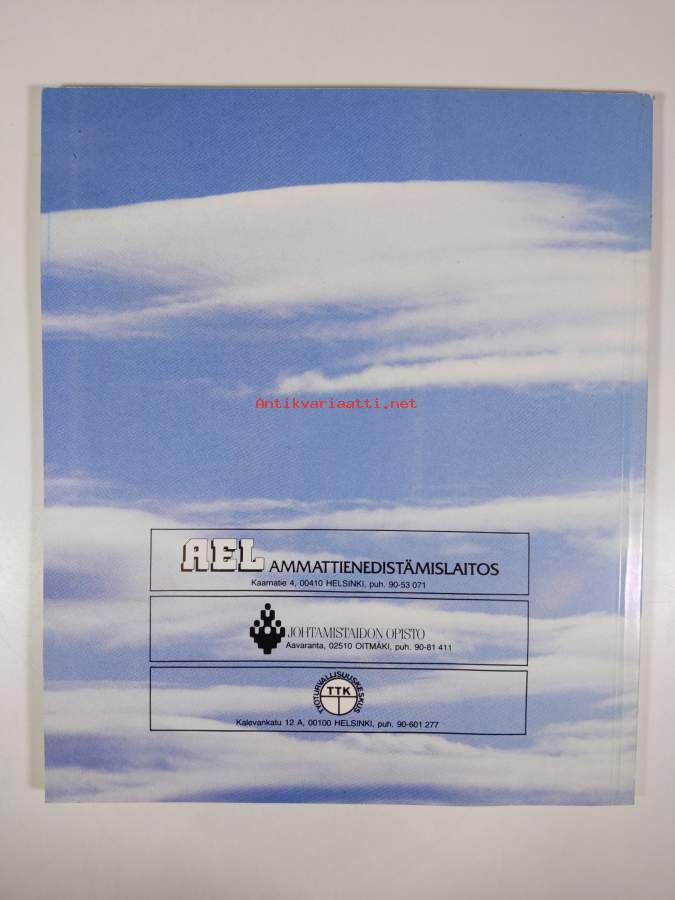 Antikvariaatti.net
AEL AMMATTIENEDISTÄMISLAITOS
Kaarnatie 4, 00410 HELSINKI, puh. 90-53 071
JOHTAMISTAIDON OPISTO
Aavaranta, 02510 OITMÄKI, puh. 90-81 411
TYÖTURVALLISUUSKESKUS
TTK
Kalevankatu 12 A, 00100 HELSINKI, puh. 90-601 277